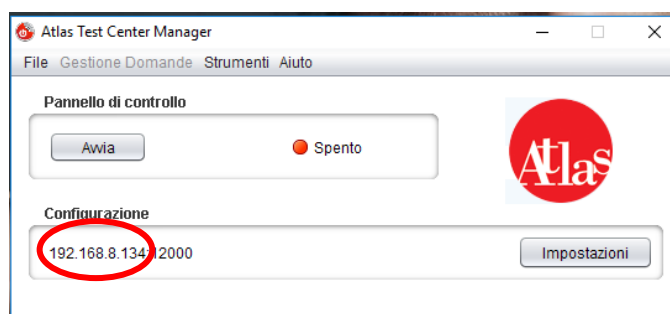 Atlas Test Center Manager
File Gestione Domande Strumenti Aiuto
Pannello di controllo
Avvia
Spento
Atlas
Configurazione
192.168.8.134:12000
Impostazioni